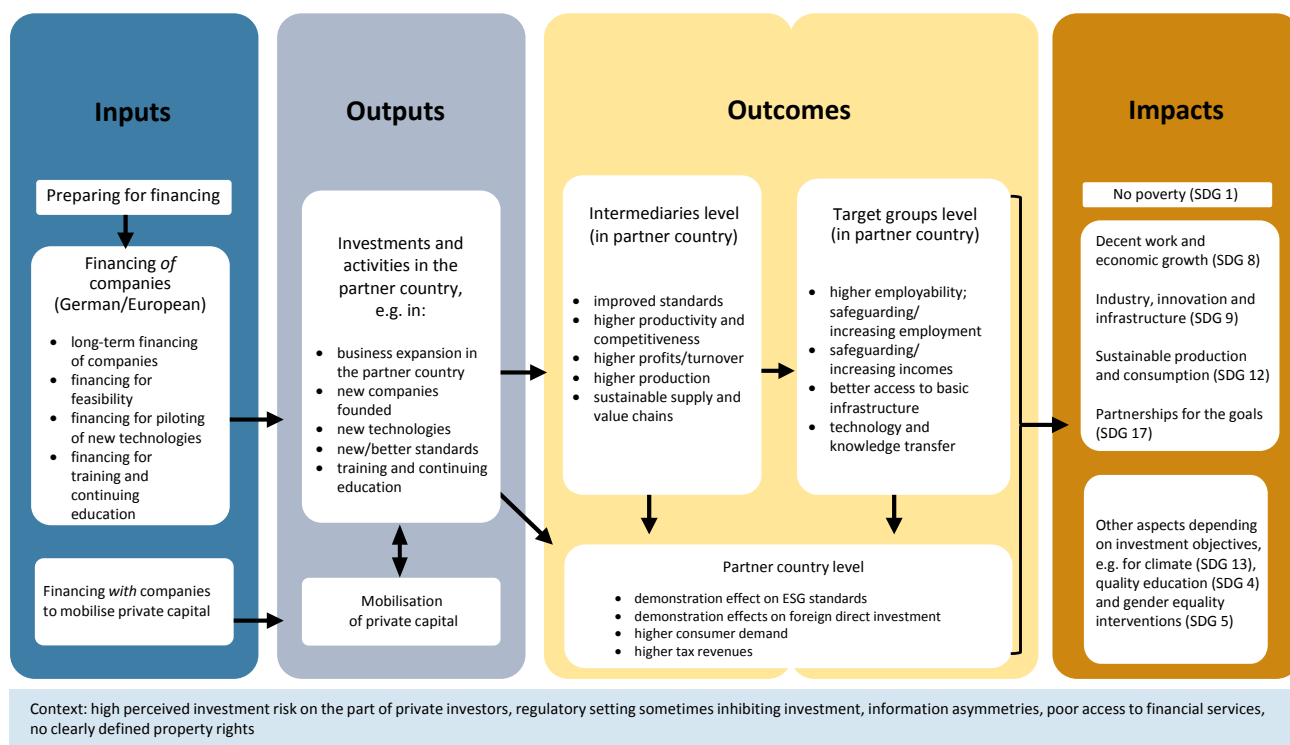 Inputs
Preparing for financing
Financing of
companies
(German/European)
• long-term financing
of companies
• financing for
feasibility
• financing for piloting
of new technologies
• financing for
training and
continuing
education
Financing with companies
to mobilise private capital
Outputs
Investments and
activities in the
partner country,
e.g. in:
• business expansion in
the partner country
• new companies
founded
• new technologies
• new/better standards
• training and continuing
education
Mobilisation
of private capital
Outcomes
Intermediaries level
(in partner country)
• improved standards
• higher productivity and
competitiveness
• higher profits/turnover
• higher production
• sustainable supply and
value chains
Target groups level
(in partner country)
• higher employability;
safeguarding/
increasing employment
• safeguarding/
increasing incomes
• better access to basic
infrastructure
• technology and
knowledge transfer
Partner country level
• demonstration effect on ESG standards
• demonstration effects on foreign direct investment
• higher consumer demand
• higher tax revenues
Impacts
No poverty (SDG 1)
Decent work and
economic growth (SDG 8)
Industry, innovation and
infrastructure (SDG 9)
Sustainable production
and consumption (SDG 12)
Partnerships for the goals
(SDG 17)
Other aspects depending
on investment objectives,
e.g. for climate (SDG 13),
quality education (SDG 4)
and gender equality
interventions (SDG 5)
Context: high perceived investment risk on the part of private investors, regulatory setting sometimes inhibiting investment, information asymmetries, poor access to financial services,
no clearly defined property rights